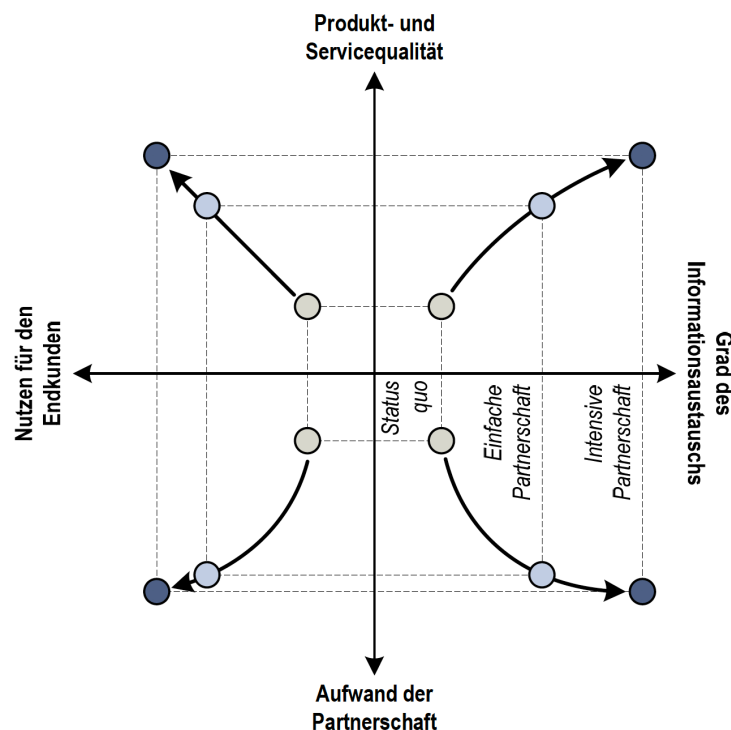 Produkt- und
Servicequalität
Nutzen für den
Endkunden
Grad des
Informationsaustauschs
Status
quo
Einfache
Partnerschaft
Intensive
Partnerschaft
Aufwand der
Partnerschaft